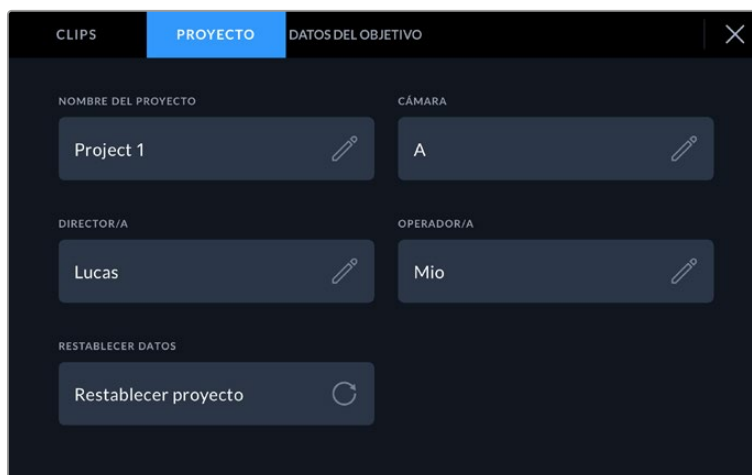 CLIPS PROYECTO DATOS DEL OBJETIVO
NOMBRE DEL PROYECTO CÁMARA
Project 1 A
DIRECTOR/A OPERADOR/A
Lucas Mio
RESTABLECER DATOS
Restablecer proyecto